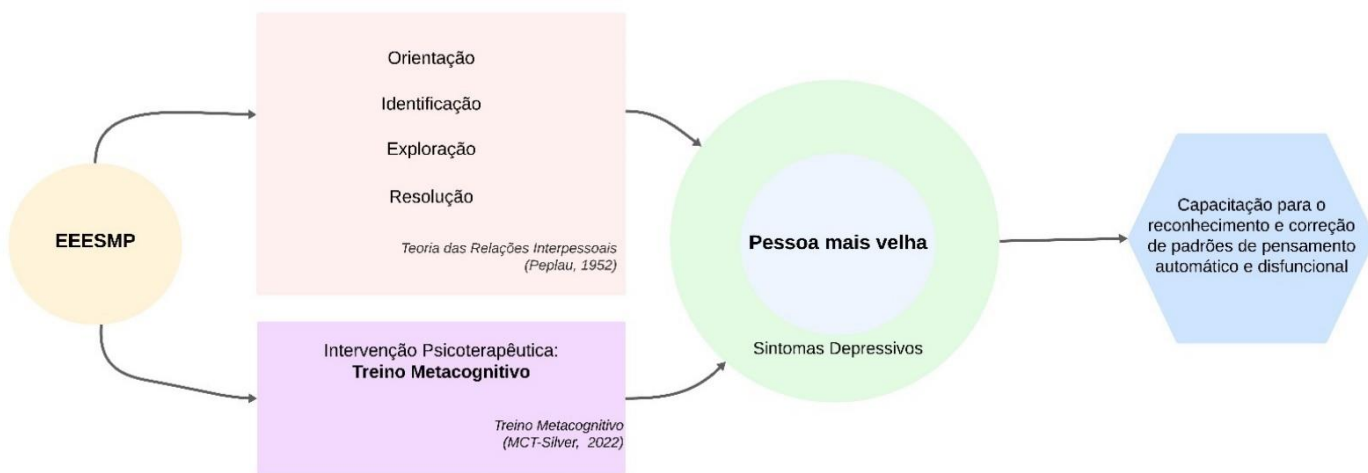 EEESMP
Orientação
Identificação
Exploração
Resolução
Teoria das Relações Interpessoais
(Peplau, 1952)
Intervenção Psicoterapêutica:
Treino Metacognitivo
Treino Metacognitivo
(MCT-Silver, 2022)
Pessoa mais velha
Sintomas Depressivos
Capacitação para o
reconhecimento e correção
de padrões de pensamento
automático e disfuncional